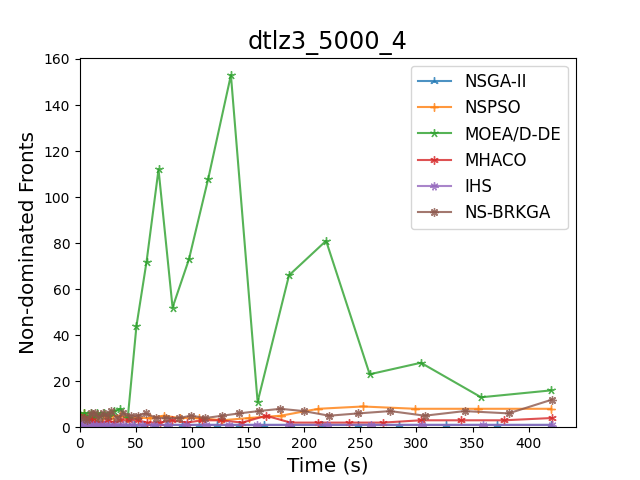 dtlz3_5000_4
160
140
120
100
80
60
40
20
0
Non-dominated Fronts
NSGA-II
NSPSO
MOEA/D-DE
MHACO
IHS
NS-BRKGA
0 50 100 150 200 250 300 350 400
Time (s)